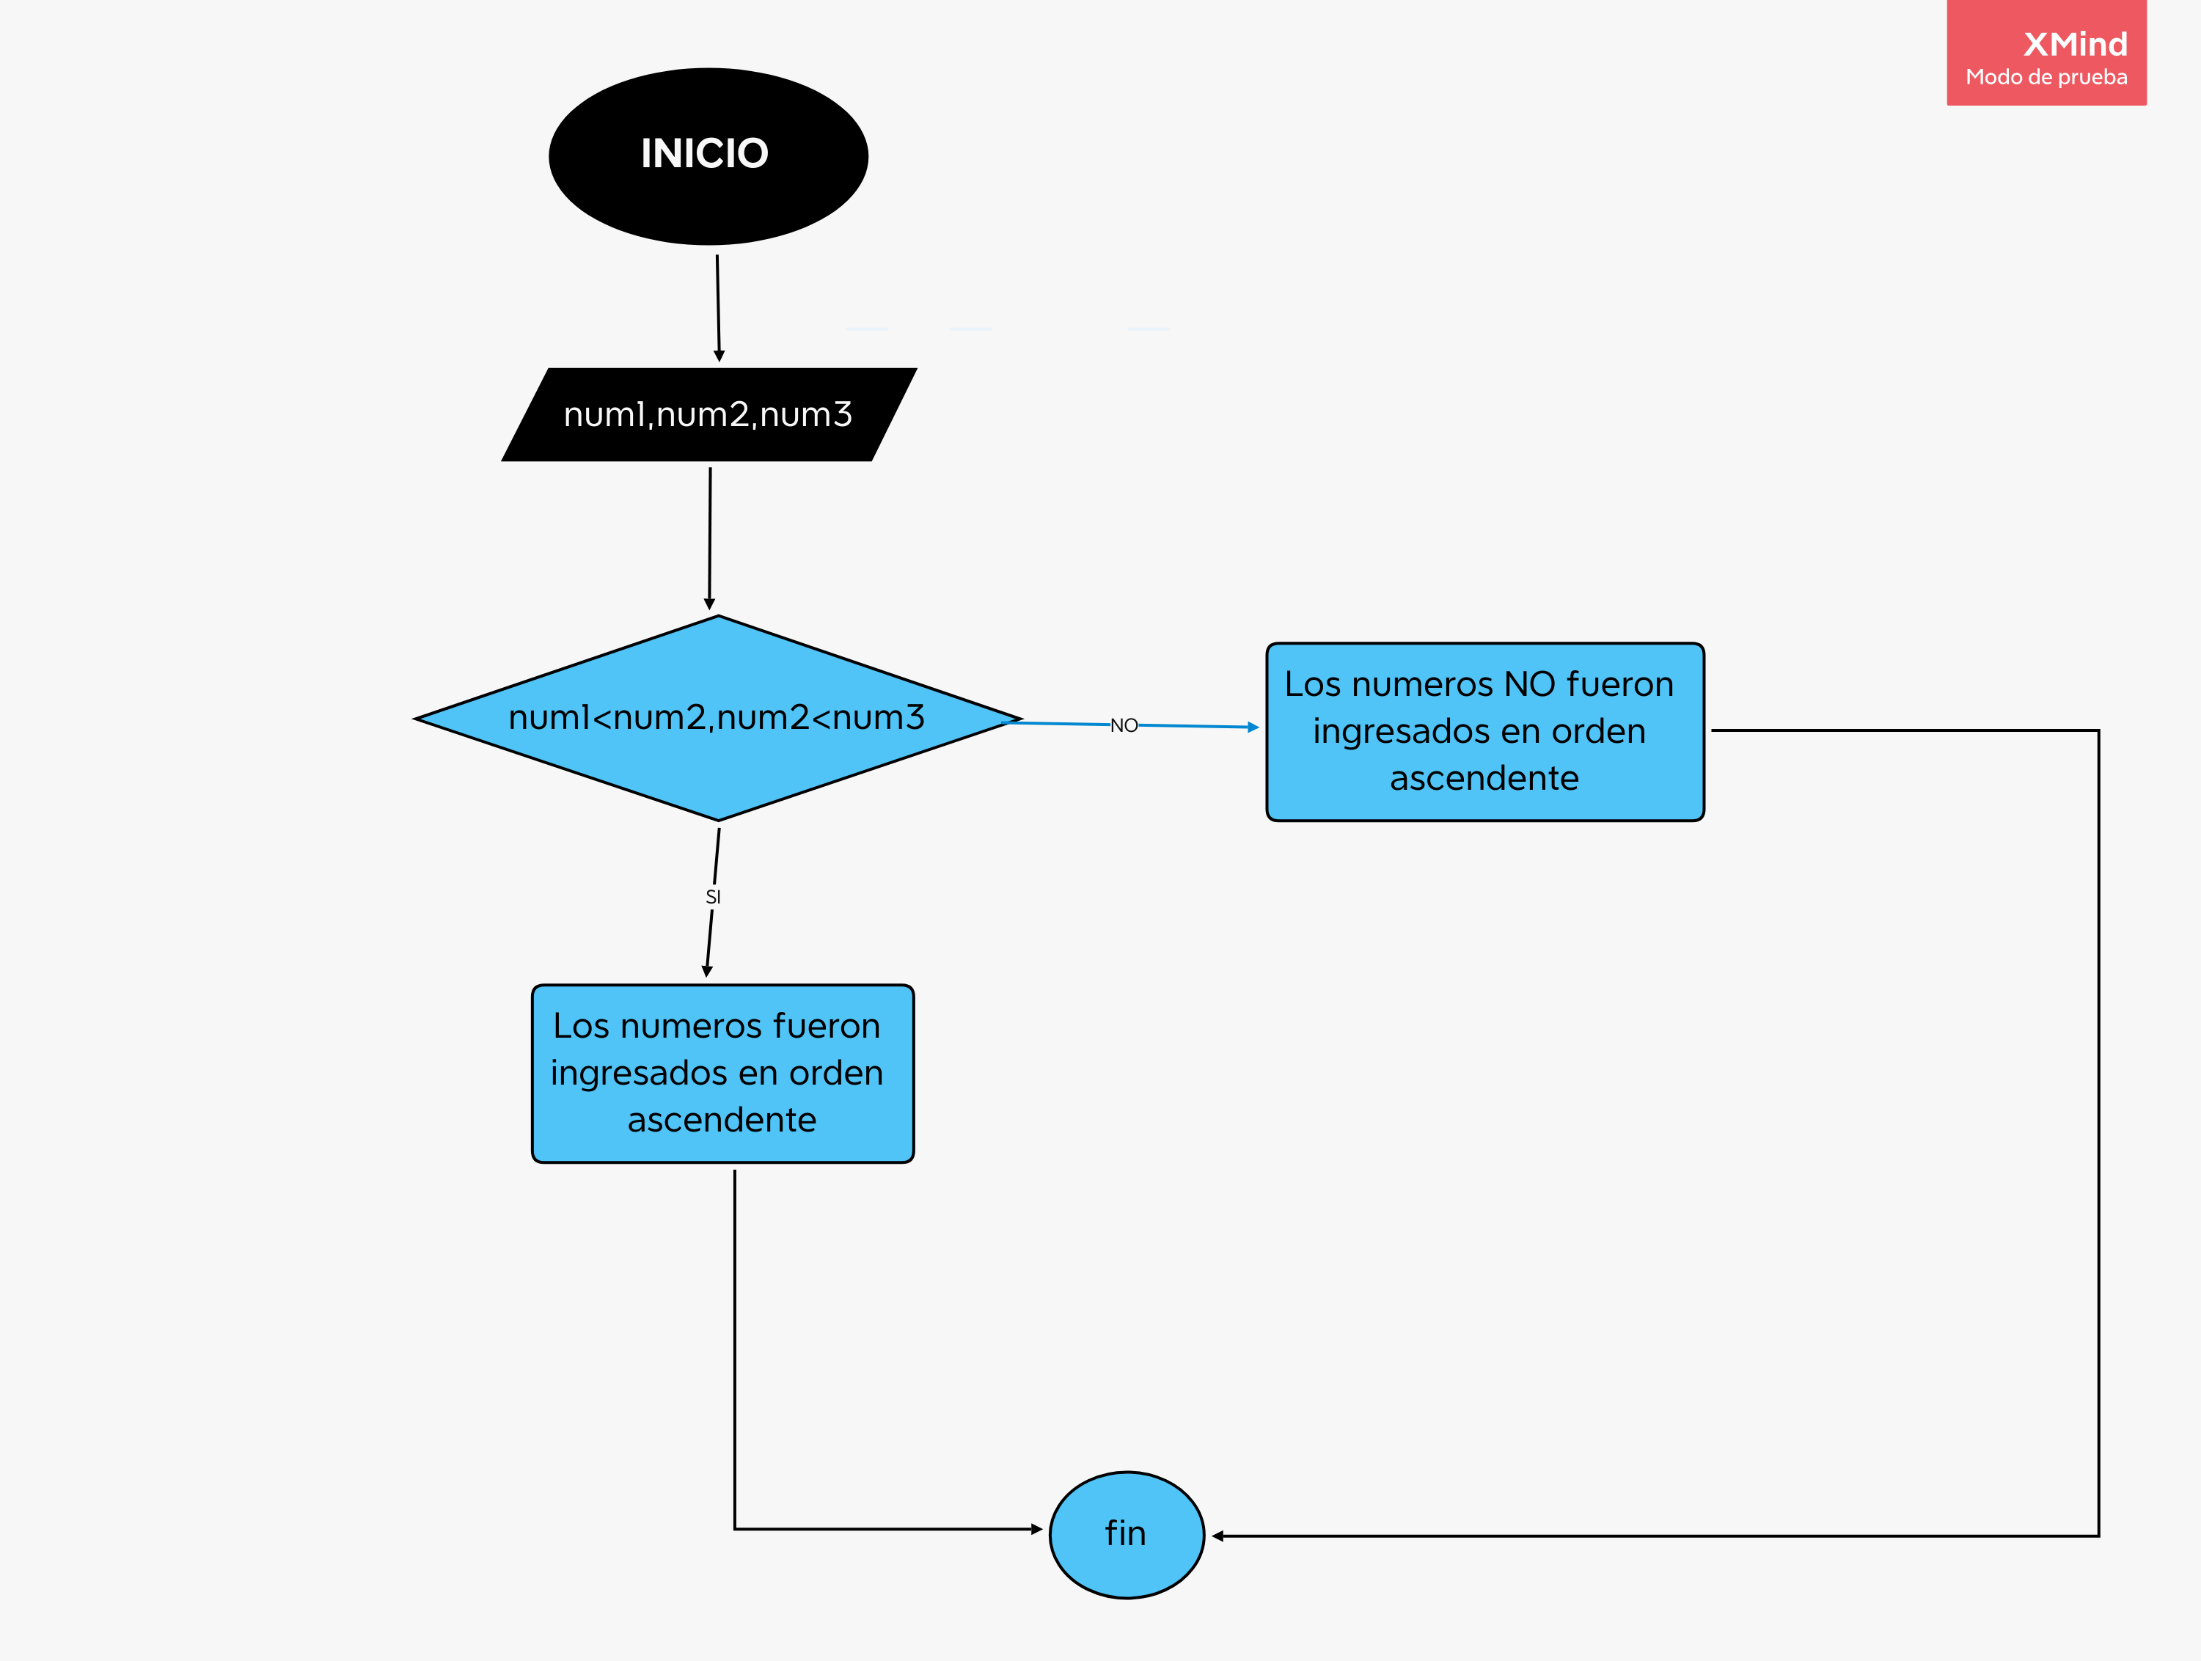 XMind
Modo de prueba
INICIO
num1,num2,num3
num1<num2,num2<num3
NO
Los numeros NO fueron
ingresados en orden
ascendente
SI
Los numeros fueron
ingresados en orden
ascendente
fin